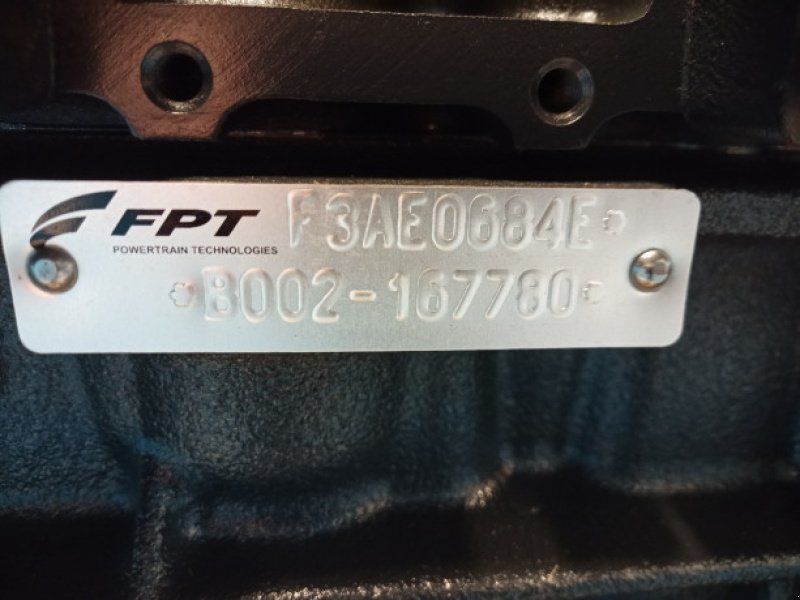 FPT F3AE0684E*
POWERTRAIN TECHNOLOGIES
*B002-167780*